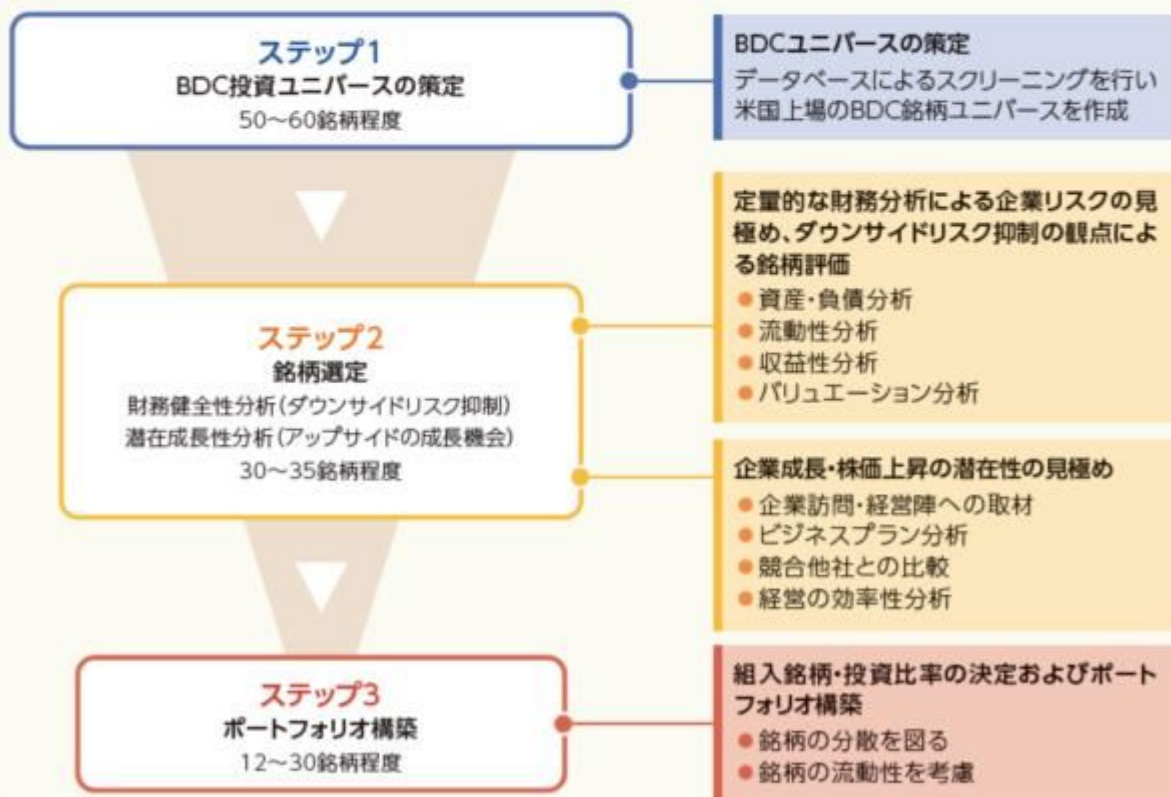 ステップ1
BDC投資ユニバースの策定
50〜60銘柄程度
BDCユニバースの策定
データベースによるスクリーニングを行い
米国上場のBDC銘柄ユニバースを作成
ステップ2
銘柄選定
財務健全性分析(ダウンサイドリスク抑制)
潜在成長性分析(アップサイドの成長機会)
30〜35銘柄程度
定量的な財務分析による企業リスクの見
極め、ダウンサイドリスク抑制の観点によ
る銘柄評価
●資産・負債分析
●流動性分析
●収益性分析
●バリュエーション分析
企業成長・株価上昇の潜在性の見極め
●企業訪問・経営陣への取材
●ビジネスプラン分析
●競合他社との比較
●経営の効率性分析
ステップ3
ポートフォリオ構築
12〜30銘柄程度
組入銘柄・投資比率の決定およびポート
フォリオ構築
●銘柄の分散を図る
●銘柄の流動性を考慮